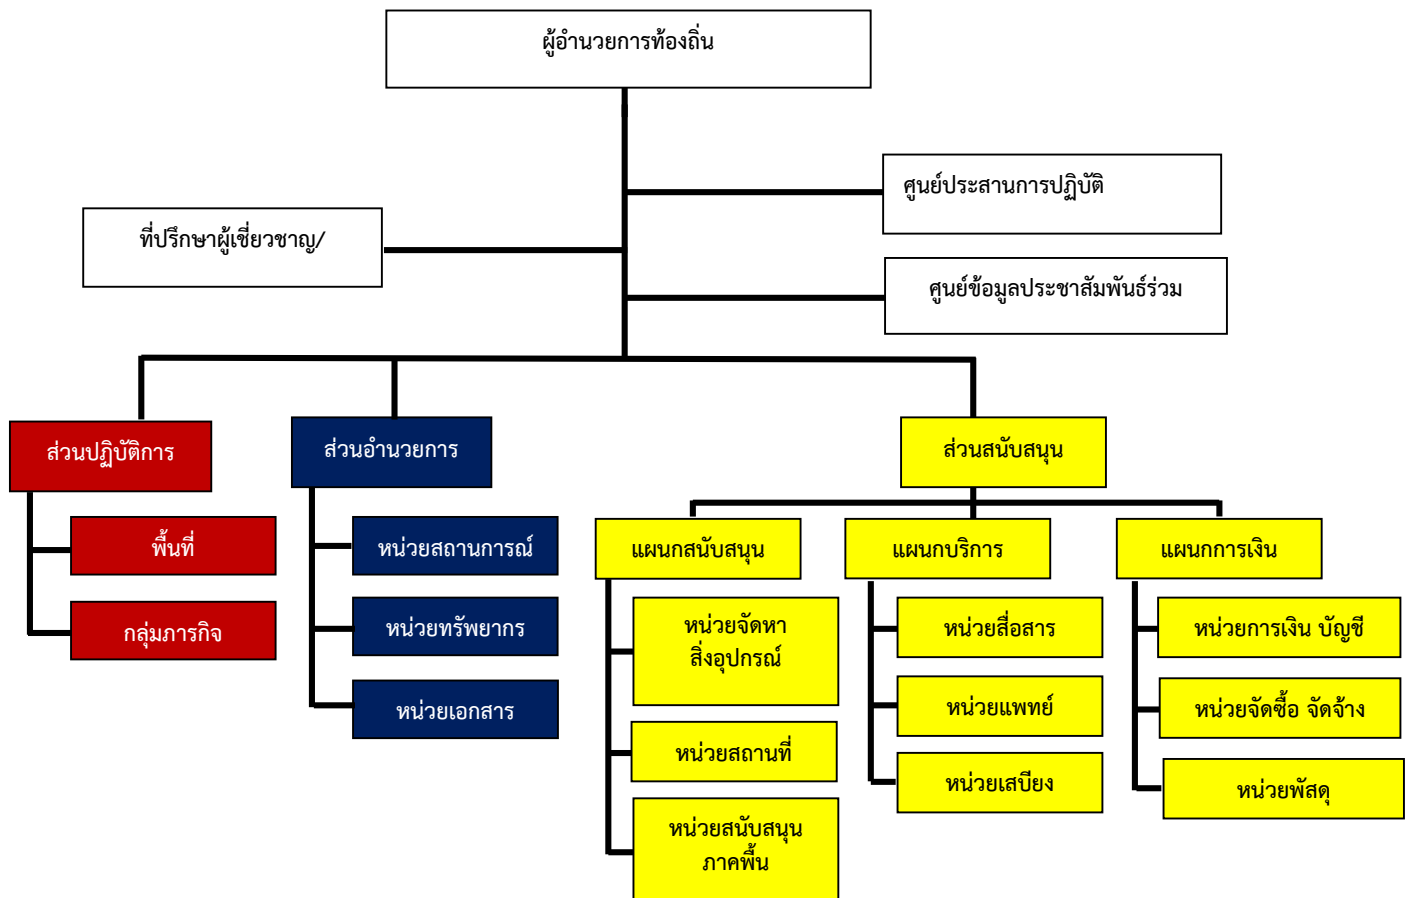 ผู้อำนวยการท้องถิ่น
ศูนย์ประสานการปฏิบัติ
ที่ปรึกษาผู้เชี่ยวชาญ/
ศูนย์ข้อมูลประชาสัมพันธ์ร่วม
ส่วนปฏิบัติการ
พื้นที่
กลุ่มภารกิจ
ส่วนอำนวยการ
หน่วยสถานการณ์
หน่วยทรัพยากร
หน่วยเอกสาร
ส่วนสนับสนุน
แผนกสนับสนุน
หน่วยจัดหา
สิ่งอุปกรณ์
หน่วยสถานที่
หน่วยสนับสนุน
ภาคพื้น
แผนกบริการ
หน่วยสื่อสาร
หน่วยแพทย์
หน่วยเสบียง
แผนกการเงิน
หน่วยการเงิน บัญชี
หน่วยจัดซื้อ จัดจ้าง
หน่วยพัสดุ